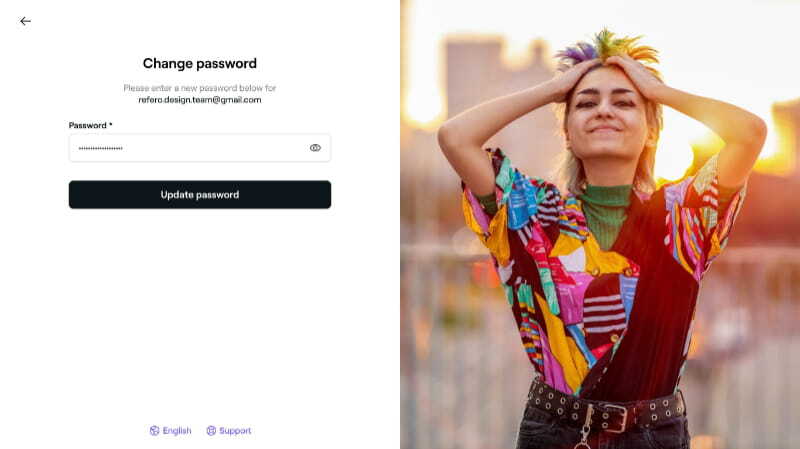 Change password
Please enter a new password below for
refero.design.team@gmail.com
Password *
Update password
English
Support